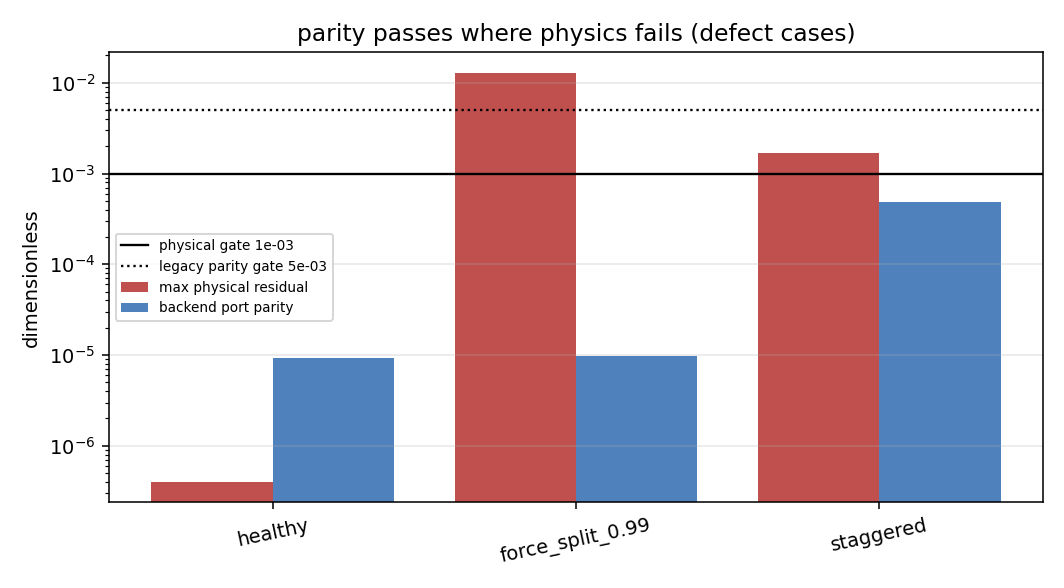 parity passes where physics fails (defect cases)
dimensionless
10⁻²
10⁻³
10⁻⁴
10⁻⁵
10⁻⁶
physical gate 1e-03
legacy parity gate 5e-03
max physical residual
backend port parity
healthy
force_split_0.99
staggered